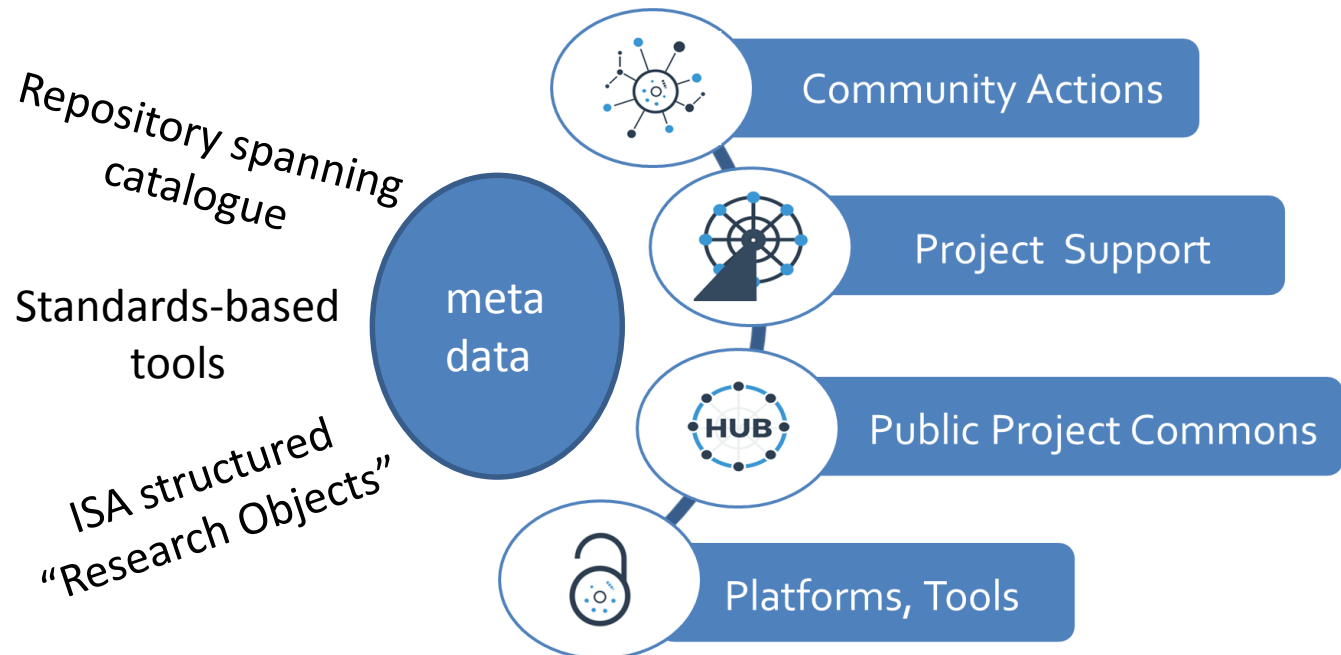 Repository spanning
catalogue
Standards-based
tools
ISA structured
“Research Objects”
meta
data
Community Actions
Project  Support
HUB
Public Project Commons
Platforms, Tools